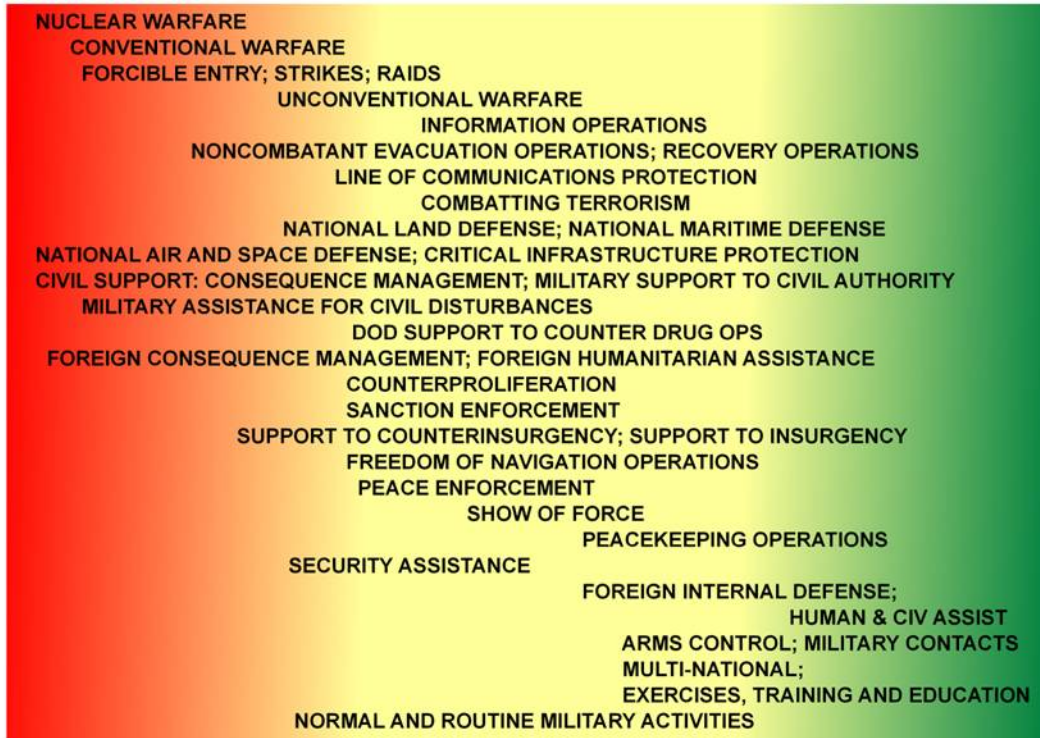 NUCLEAR WARFARE
CONVENTIONAL WARFARE
FORCIBLE ENTRY; STRIKES; RAIDS
UNCONVENTIONAL WARFARE
INFORMATION OPERATIONS
NONCOMBATANT EVACUATION OPERATIONS; RECOVERY OPERATIONS
LINE OF COMMUNICATIONS PROTECTION
COMBATTING TERRORISM
NATIONAL LAND DEFENSE; NATIONAL MARITIME DEFENSE
NATIONAL AIR AND SPACE DEFENSE; CRITICAL INFRASTRUCTURE PROTECTION
CIVIL SUPPORT: CONSEQUENCE MANAGEMENT; MILITARY SUPPORT TO CIVIL AUTHORITY
MILITARY ASSISTANCE FOR CIVIL DISTURBANCES
DOD SUPPORT TO COUNTER DRUG OPS
FOREIGN CONSEQUENCE MANAGEMENT; FOREIGN HUMANITARIAN ASSISTANCE
COUNTERPROLIFERATION
SANCTION ENFORCEMENT
SUPPORT TO COUNTERINSURGENCY; SUPPORT TO INSURGENCY
FREEDOM OF NAVIGATION OPERATIONS
PEACE ENFORCEMENT
SHOW OF FORCE
PEACEKEEPING OPERATIONS
SECURITY ASSISTANCE
FOREIGN INTERNAL DEFENSE;
HUMAN & CIV ASSIST
ARMS CONTROL; MILITARY CONTACTS
MULTI-NATIONAL;
EXERCISES, TRAINING AND EDUCATION
NORMAL AND ROUTINE MILITARY ACTIVITIES